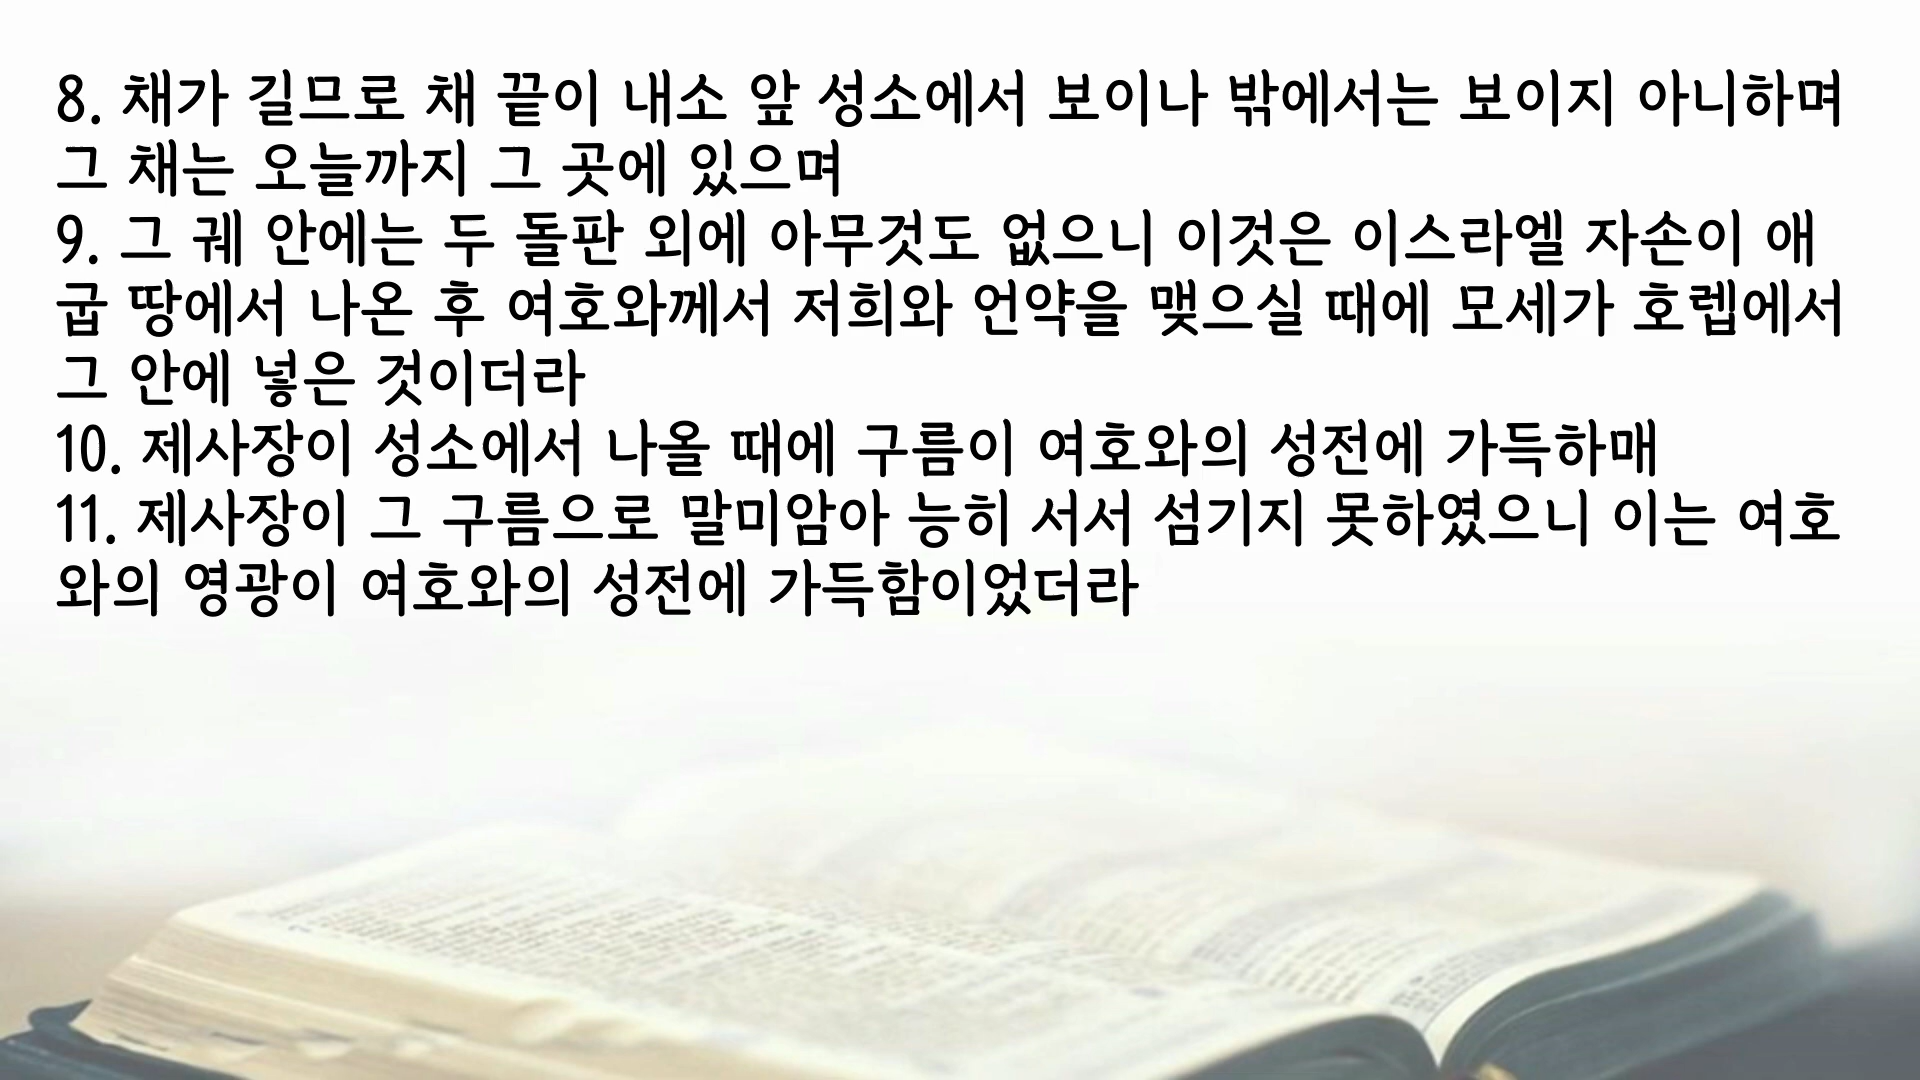 8. 채가 길므로 채 끝이 내소 앞 성소에서 보이나 밖에서는 보이지 아니하며
그 채는 오늘까지 그 곳에 있으며
9. 그 궤 안에는 두 돌판 외에 아무것도 없으니 이것은 이스라엘 자손이 애
굽 땅에서 나온 후 여호와께서 저희와 언약을 맺으실 때에 모세가 호렙에서
그 안에 넣은 것이더라
10. 제사장이 성소에서 나올 때에 구름이 여호와의 성전에 가득하매
11. 제사장이 그 구름으로 말미암아 능히 서서 섬기지 못하였으니 이는 여호
와의 영광이 여호와의 성전에 가득함이었더라